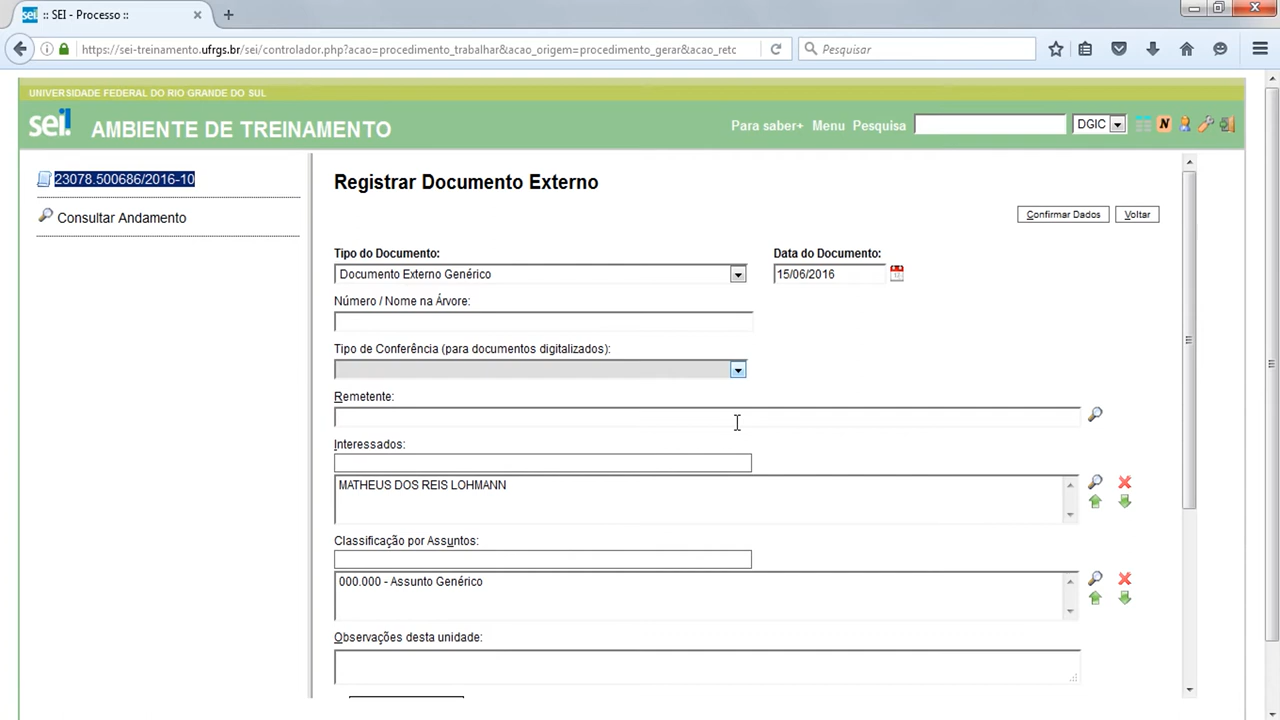 :: SEI - Processo ::
https://sei-treinamento.ufrgs.br/sei/controlador.php?acao=procedimento_trabalhar&acao_origem=procedimento_gerar&acao_retc
Pesquisar
UNIVERSIDADE FEDERAL DO RIO GRANDE DO SUL
sei!
AMBIENTE DE TREINAMENTO
Para saber+ Menu Pesquisa
DGIC
N
23078.500686/2016-10
Consultar Andamento
Registrar Documento Externo
Confirmar Dados
Voltar
Tipo do Documento:
Data do Documento:
Documento Externo Genérico
15/06/2016
Número / Nome na Árvore:
Tipo de Conferência (para documentos digitalizados):
Remetente:
Interessados:
MATHEUS DOS REIS LOHMANN
Classificação por Assuntos:
000.000 - Assunto Genérico
Observações desta unidade: